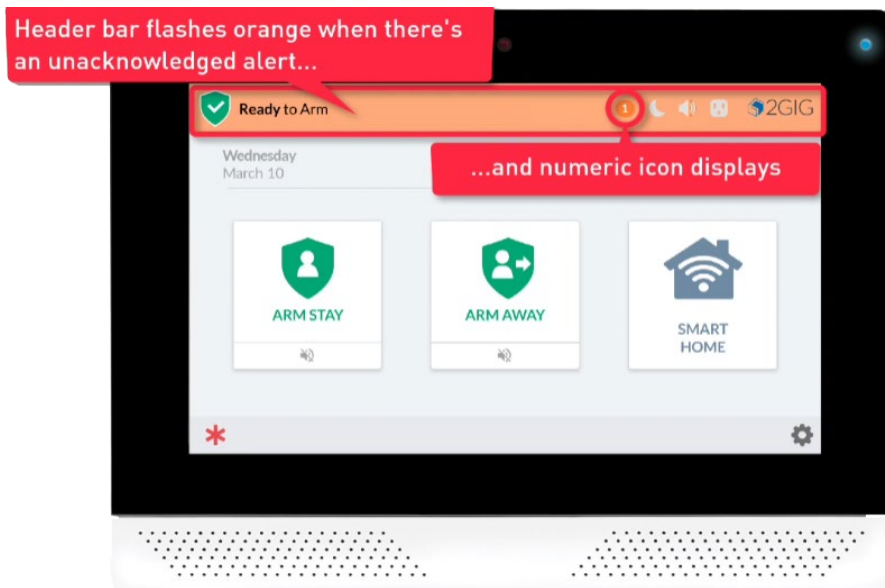 Header bar flashes orange when there's
an unacknowledged alert...
Ready to Arm
1
2GIG
Wednesday
March 10
...and numeric icon displays
ARM STAY
ARM AWAY
SMART
HOME